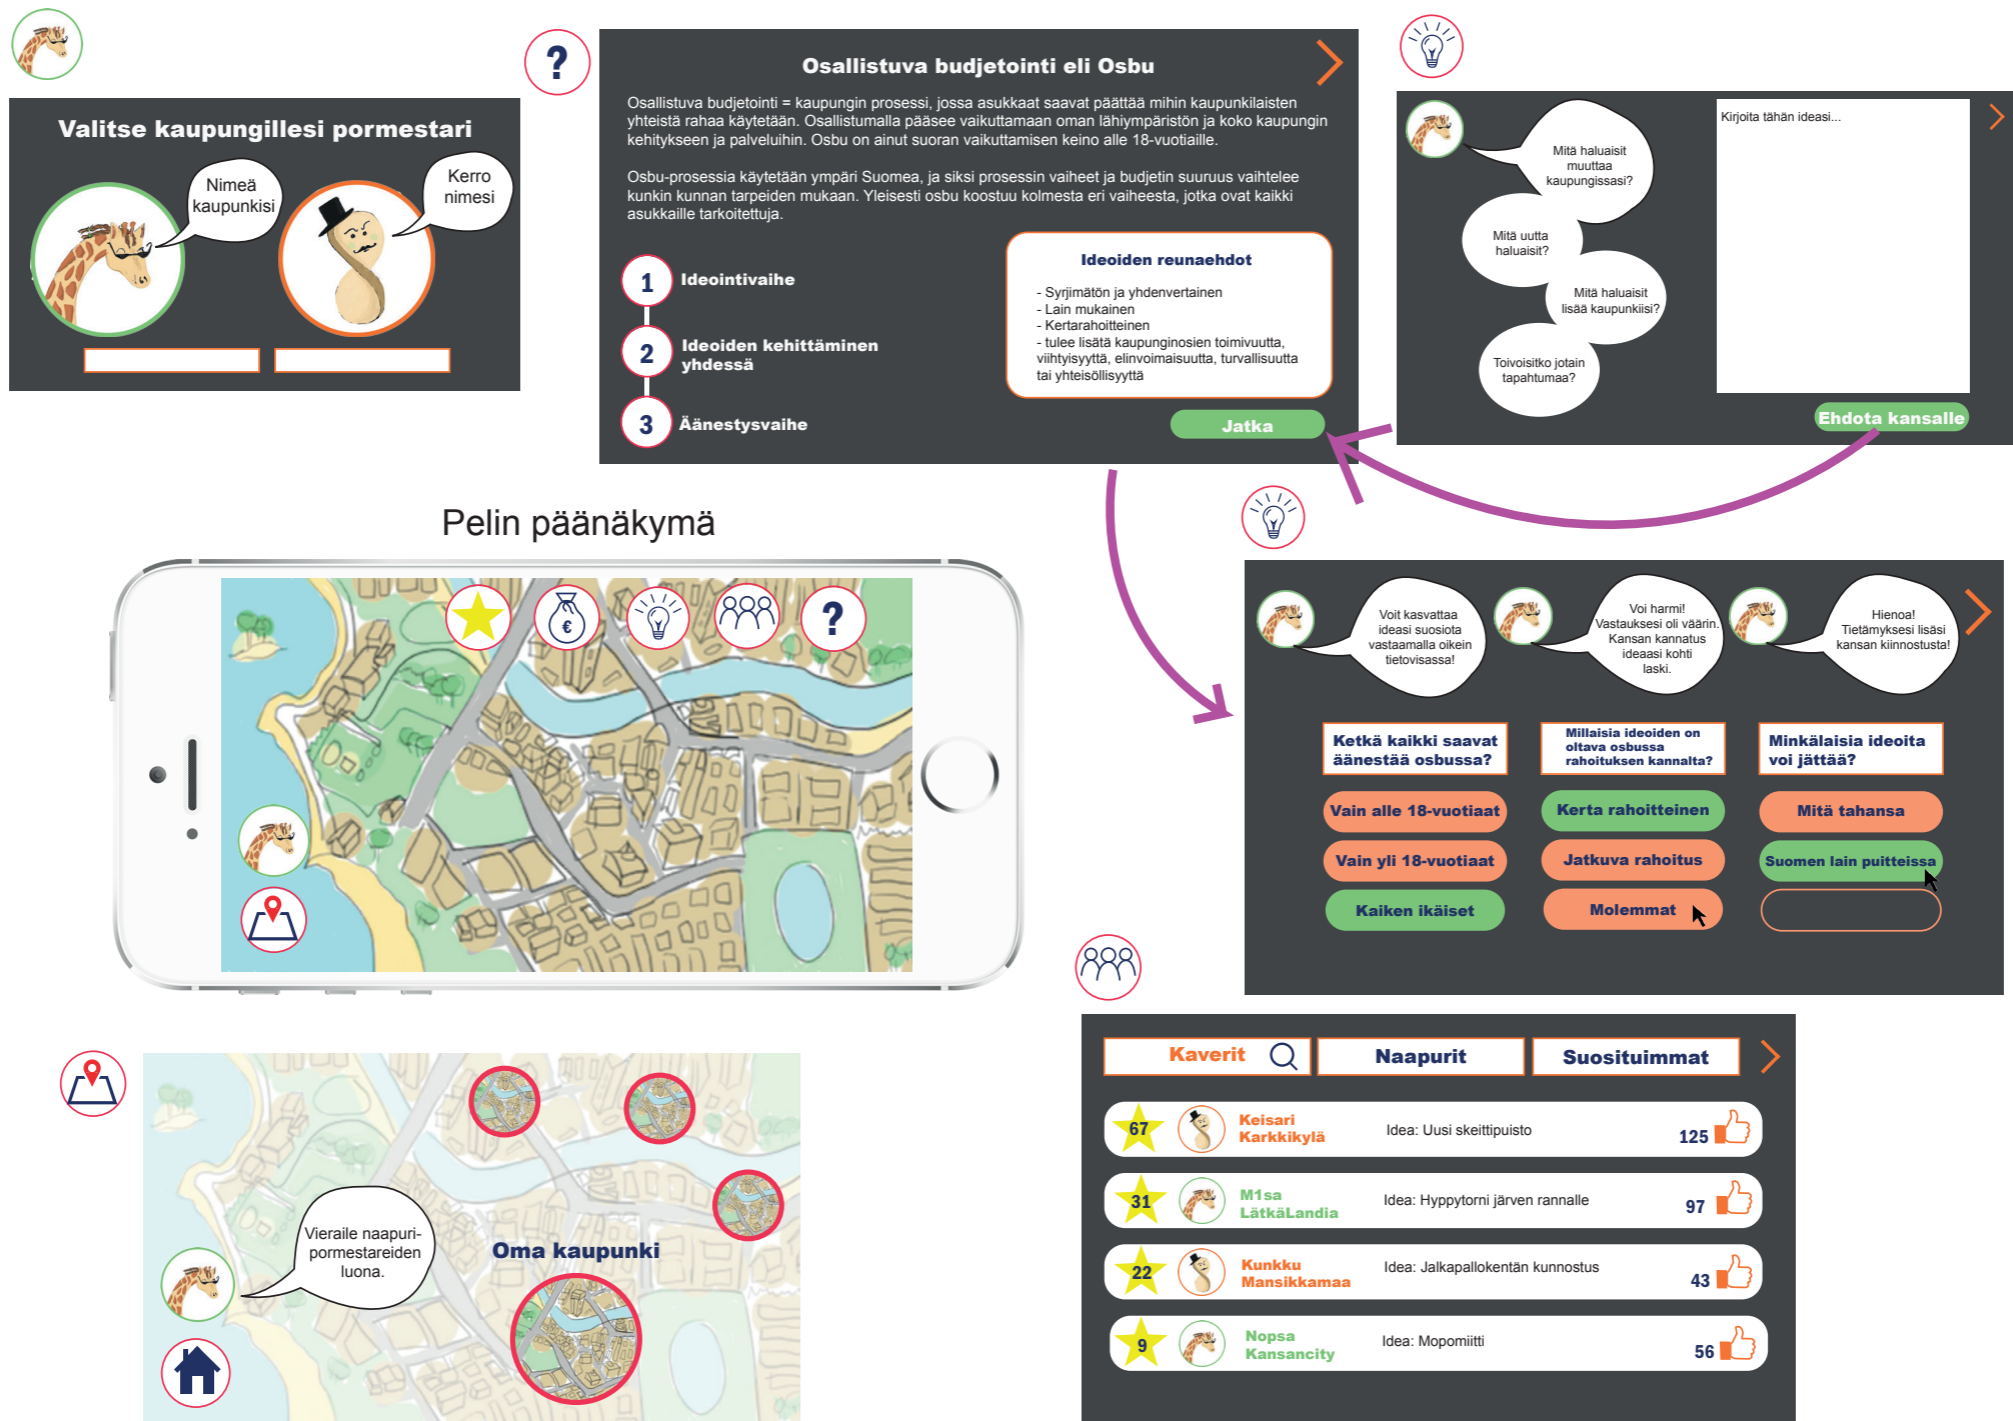 Valitse kaupungillesi pormestari
Nimeä
kaupunkisi
Kerro
nimesi
?
Osallistuva budjetointi eli Osbu
Osallistuva budjetointi = kaupungin prosessi, jossa asukkaat saavat päättää mihin kaupunkilaisten
yhteistä rahaa käytetään. Osallistumalla pääsee vaikuttamaan oman lähiympäristön ja koko kaupungin
kehitykseen ja palveluihin. Osbu on ainut suoran vaikuttamisen keino alle 18-vuotiaille.
Osbu-prosessia käytetään ympäri Suomea, ja siksi prosessin vaiheet ja budjetin suuruus vaihtelee
kunkin kunnan tarpeiden mukaan. Yleisesti osbu koostuu kolmesta eri vaiheesta, jotka ovat kaikki
asukkaille tarkoitettuja.
1 Ideointivaihe
2 Ideoiden kehittäminen
yhdessä
3 Äänestysvaihe
Ideoiden reunaehdot
- Syrjimätön ja yhdenvertainen
- Lain mukainen
- Kertarahoitteinen
- tulee lisätä kaupunginosien toimivuutta,
viihtyisyyttä, elinvoimaisuutta, turvallisuutta
tai yhteisöllisyyttä
Jatka
Mitä haluaisit
muuttaa
kaupungissasi?
Mitä uutta
haluaisit?
Mitä haluaisit
lisää kaupunkiisi?
Toivoisitko jotain
tapahtumaa?
Kirjoita tähän ideasi...
Ehdota kansalle
Pelin päänäkymä
€
?
Voit kasvattaa
ideasi suosiota
vastaamalla oikein
tietovisassa!
Voi harmi!
Vastauksesi oli väärin.
Kansan kannatus
ideaasi kohti
laski.
Hienoa!
Tietämyksesi lisäsi
kansan kiinnostusta!
Ketkä kaikki saavat
äänestää osbussa?
Vain alle 18-vuotiaat
Vain yli 18-vuotiaat
Kaiken ikäiset
Millaisia ideoiden on
oltava osbussa
rahoituksen kannalta?
Kerta rahoitteinen
Jatkuva rahoitus
Molemmat
Minkälaisia ideoita
voi jättää?
Mitä tahansa
Suomen lain puitteissa
Vieraile naapuri-
pormestareiden
luona.
Oma kaupunki
Kaverit
Naapurit
Suosituimmat
67
Keisari
Karkkikylä
Idea: Uusi skeittipuisto
125
31
M1sa
LätkäLandia
Idea: Hyppytorni järven rannalle
97
22
Kunkku
Mansikkamaa
Idea: Jalkapallokentän kunnostus
43
9
Nopsa
Kansancity
Idea: Mopomiitti
56